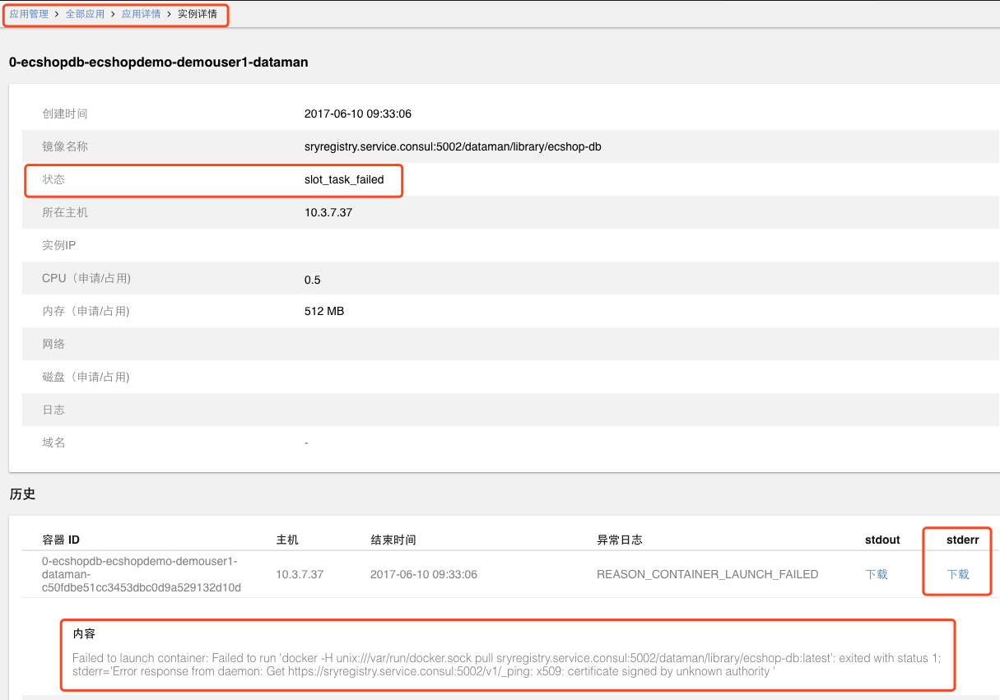 应用管理 > 全部应用 > 应用详情 > 实例详情
0-ecshopdb-ecshopdemo-demouser1-dataman
创建时间 2017-06-10 09:33:06
镜像名称 sryregistry.service.consul:5002/dataman/library/ecshop-db
状态 slot_task_failed
所在主机 10.3.7.37
实例IP
CPU（申请/占用) 0.5
内存（申请/占用) 512 MB
网络
磁盘（申请/占用)
日志
域名 -
历史
容器 ID 主机 结束时间 异常日志 stdout stderr
0-ecshopdb-ecshopdemo-demouser1-
dataman- 10.3.7.37 2017-06-10 09:33:06 REASON_CONTAINER_LAUNCH_FAILED 下载 下载
c50fdbe51cc3453dbc0d9a529132d10d
内容
Failed to launch container: Failed to run 'docker -H unix:///var/run/docker.sock pull sryregistry.service.consul:5002/dataman/library/ecshop-db:latest': exited with status 1;
stderr='Error response from daemon: Get https://sryregistry.service.consul:5002/v1/_ping: x509: certificate signed by unknown authority '